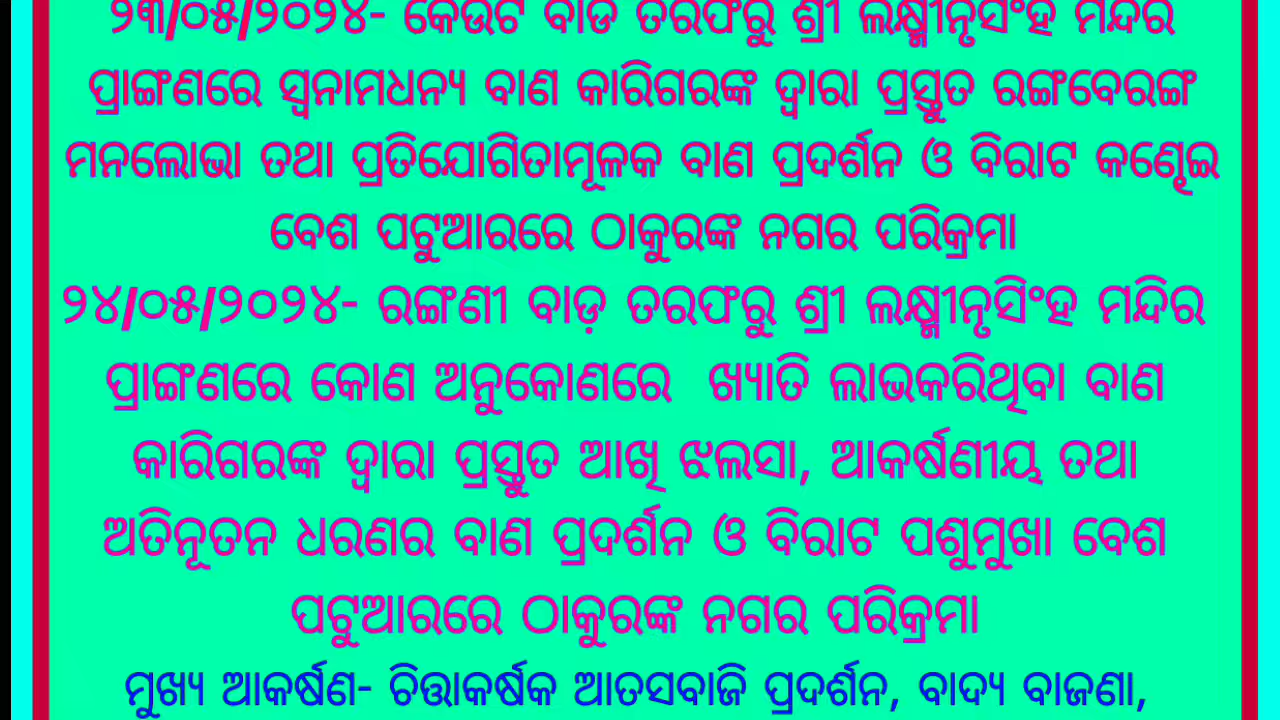 ୨୩/୦୫/୨୦୨୪- କେଉଟ ବାଡ ତରଫରୁ ଶ୍ରୀ ଲକ୍ଷ୍ମୀନୃସିଂହ ମନ୍ଦିର
ପ୍ରାଙ୍ଗଣରେ ସ୍ୱନାମଧନ୍ୟ ବାଣ କାରିଗରଙ୍କ ଦ୍ୱାରା ପ୍ରସ୍ତୁତ ରଙ୍ଗବେରଙ୍ଗ
ମନଲୋଭା ତଥା ପ୍ରତିଯୋଗିତାମୂଳକ ବାଣ ପ୍ରଦର୍ଶନ ଓ ବିରାଟ କଣ୍ଢେଇ
ବେଶ ପଟୁଆରରେ ଠାକୁରଙ୍କ ନଗର ପରିକ୍ରମା
୨୪/୦୫/୨୦୨୪- ରଙ୍ଗଣୀ ବାଡ଼ ତରଫରୁ ଶ୍ରୀ ଲକ୍ଷ୍ମୀନୃସିଂହ ମନ୍ଦିର
ପ୍ରାଙ୍ଗଣରେ କୋଣ ଅନୁକୋଣରେ ଖ୍ୟାତି ଲାଭକରିଥିବା ବାଣ
କାରିଗରଙ୍କ ଦ୍ୱାରା ପ୍ରସ୍ତୁତ ଆଖି ଝଲସା, ଆକର୍ଷଣୀୟ ତଥା
ଅତିନୂତନ ଧରଣର ବାଣ ପ୍ରଦର୍ଶନ ଓ ବିରାଟ ପଶୁମୁଖା ବେଶ
ପଟୁଆରରେ ଠାକୁରଙ୍କ ନଗର ପରିକ୍ରମା
ମୁଖ୍ୟ ଆକର୍ଷଣ- ଚିତ୍ତାକର୍ଷକ ଆତସବାଜି ପ୍ରଦର୍ଶନ, ବାଦ୍ୟ ବାଜଣା,